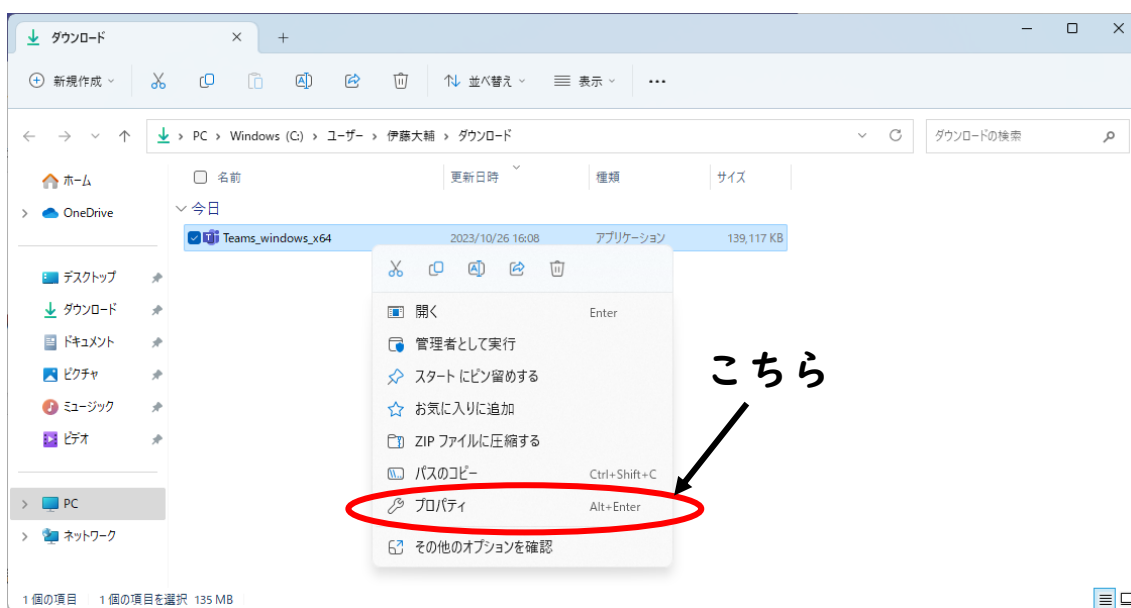 ダウンロード
新規作成
並べ替え
表示
PC > Windows (C:) > ユーザー > 伊藤大輔 > ダウンロード
ダウンロードの検索
ホーム
OneDrive
デスクトップ
ダウンロード
ドキュメント
ピクチャ
ミュージック
ビデオ
PC
ネットワーク
名前 更新日時 種類 サイズ
今日
Teams_windows_x64 2023/10/26 16:08 アプリケーション 139,117 KB
開く Enter
管理者として実行
スタート にピン留めする
お気に入りに追加
ZIP ファイルに圧縮する
パスのコピー Ctrl+Shift+C
プロパティ Alt+Enter
その他のオプションを確認
こちら
1 個の項目 1 個の項目を選択 135 MB